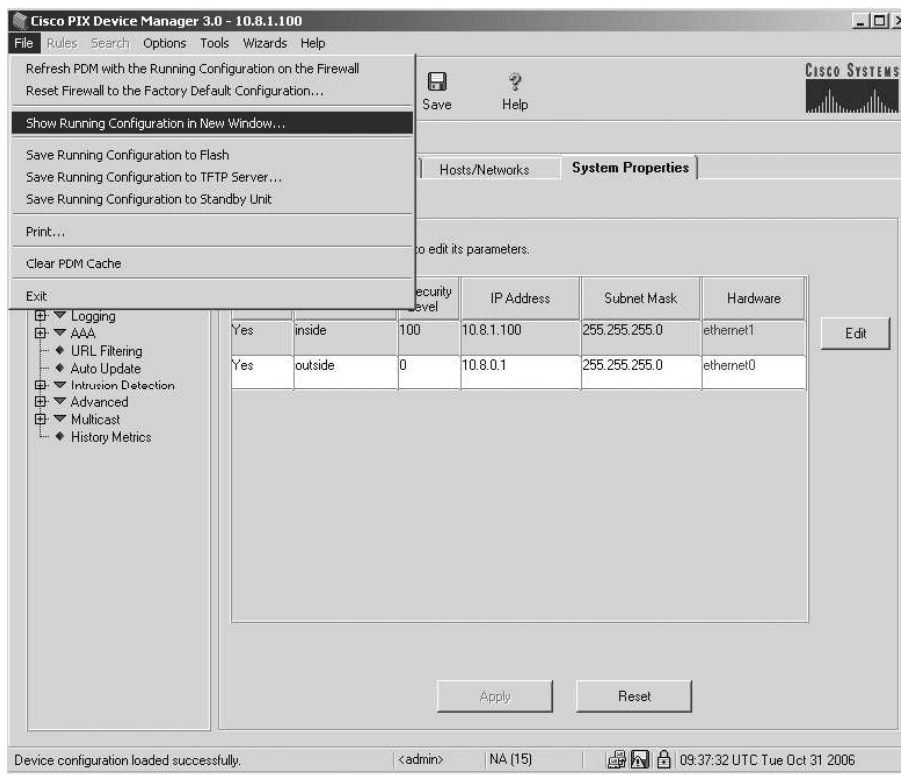 Cisco PIX Device Manager 3.0 - 10.8.1.100
File Rules Search Options Tools Wizards Help
Refresh PDM with the Running Configuration on the Firewall
Reset Firewall to the Factory Default Configuration...
Show Running Configuration in New Window...
Save Running Configuration to Flash
Save Running Configuration to TFTP Server...
Save Running Configuration to Standby Unit
Print...
Clear PDM Cache
Exit
Save Help
CISCO SYSTEMS
Hosts/Networks System Properties
to edit its parameters.
IP Address Subnet Mask Hardware
Yes inside 100 10.8.1.100 255.255.255.0 ethernet1
Yes outside 0 10.8.0.1 255.255.255.0 ethernet0
Edit
Logging
AAA
URL Filtering
Auto Update
Intrusion Detection
Advanced
Multicast
History Metrics
Apply Reset
Device configuration loaded successfully. <admin> NA (15) 09:37:32 UTC Tue Oct 31 2006